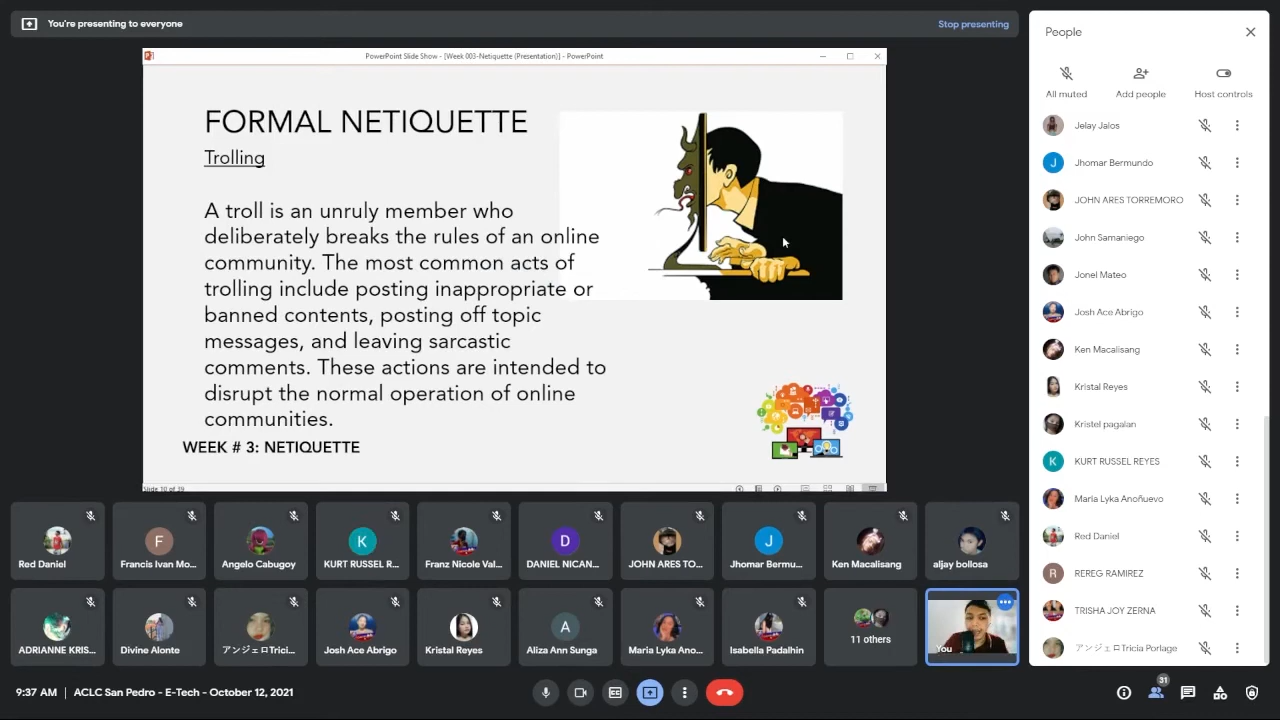 You're presenting to everyone
Stop presenting
PowerPoint Slide Show - [Week 003-Netiquette (Presentation)] - PowerPoint
FORMAL NETIQUETTE
Trolling
A troll is an unruly member who
deliberately breaks the rules of an online
community. The most common acts of
trolling include posting inappropriate or
banned contents, posting off topic
messages, and leaving sarcastic
comments. These actions are intended to
disrupt the normal operation of online
communities.
WEEK # 3: NETIQUETTE
Slide 10 of 39
Red Daniel
F
Francis Ivan Mo...
Angelo Cabugoy
K
KURT RUSSEL R...
Franz Nicole Val...
D
DANIEL NICAN...
JOHN ARES TO...
J
Jhomar Bermu...
Ken Macalisang
aljay bollosa
ADRIANNE KRIS...
Divine Alonte
アンジェロTrici...
Josh Ace Abrigo
Kristal Reyes
A
Aliza Ann Sunga
Maria Lyka Ano...
Isabella Padalhin
11 others
You
9:37 AM | ACLC San Pedro - E-Tech - October 12, 2021
People
All muted
Add people
Host controls
Jelay Jalos
J
Jhomar Bermundo
JOHN ARES TORREMORO
John Samaniego
Jonel Mateo
Josh Ace Abrigo
Ken Macalisang
Kristal Reyes
Kristel pagalan
K
KURT RUSSEL REYES
Maria Lyka Anoñuevo
Red Daniel
R
REREG RAMIREZ
TRISHA JOY ZERNA
アンジェロTricia Porlage
31